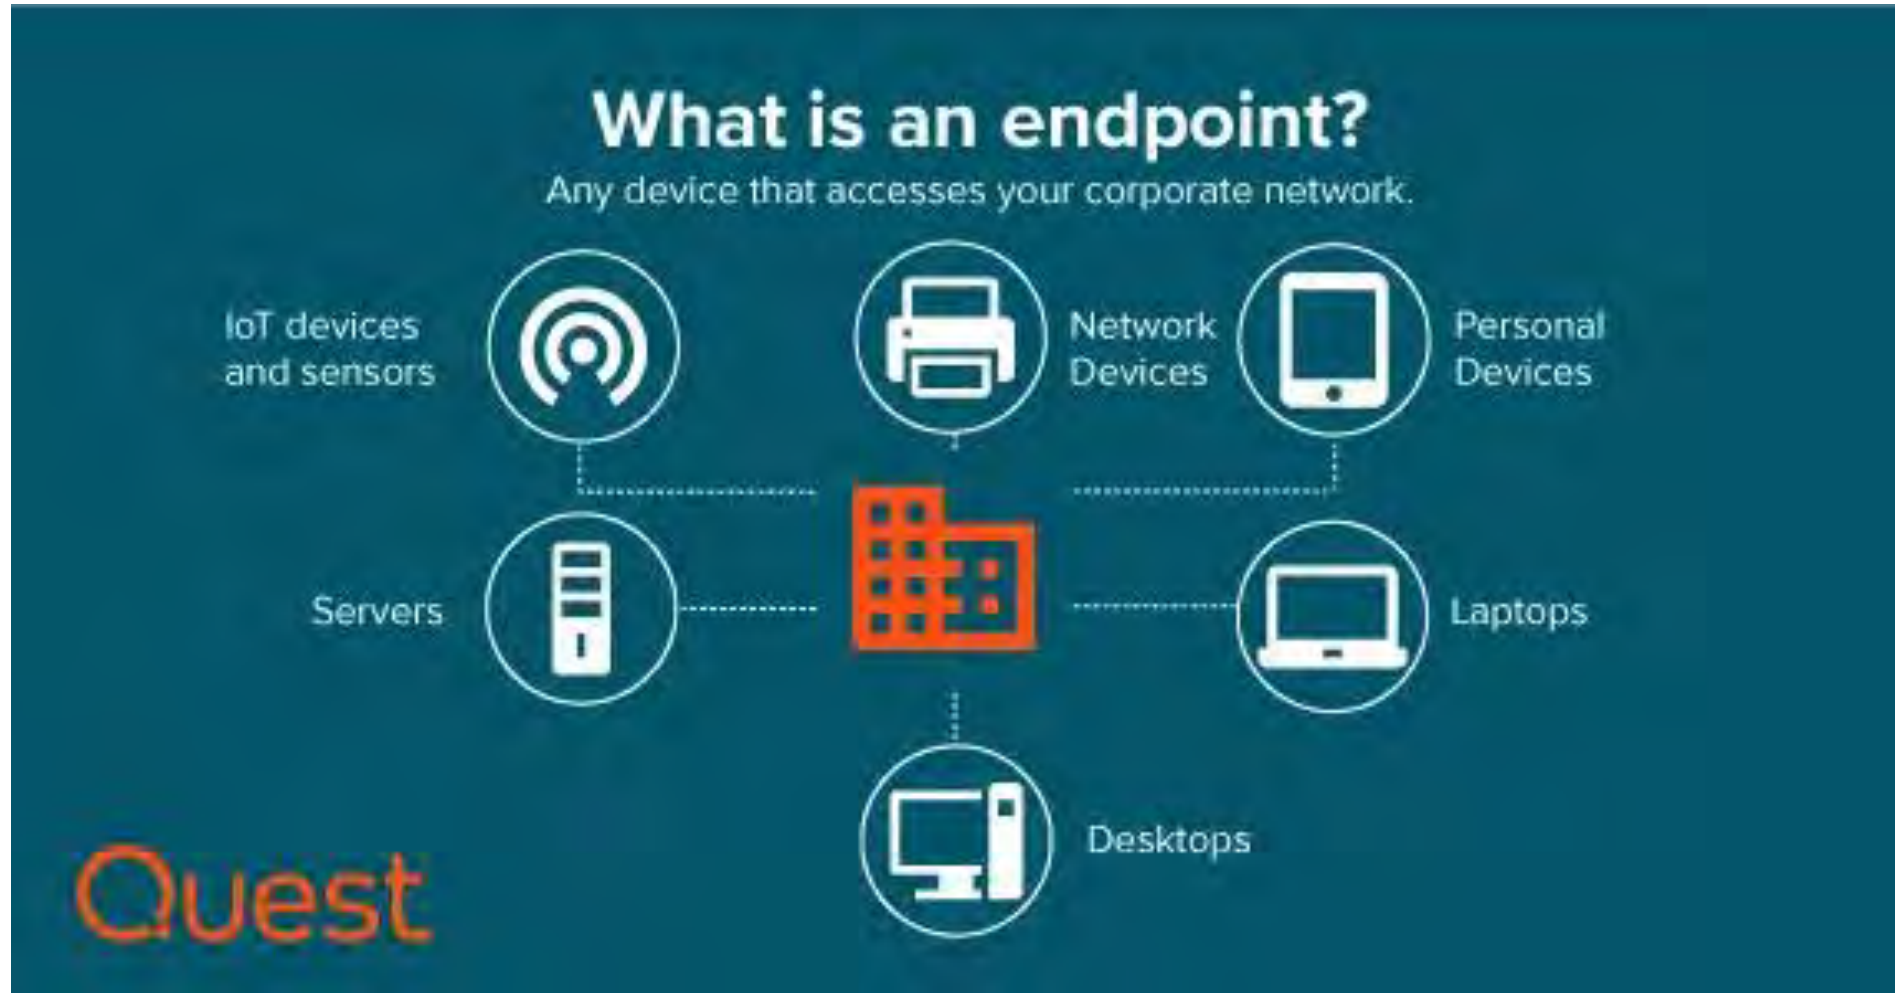 What is an endpoint?
Any device that accesses your corporate network.
IoT devices
and sensors
Network
Devices
Personal
Devices
Servers
Laptops
Desktops
Quest